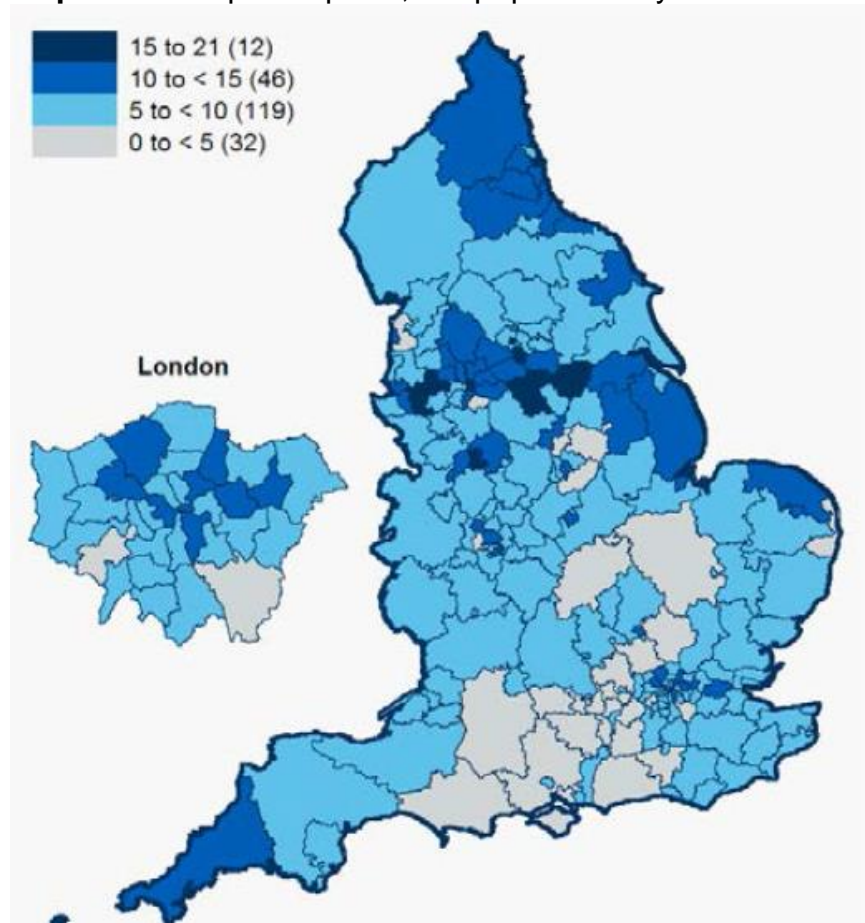 15 to 21 (12)
10 to < 15 (46)
5 to < 10 (119)
0 to < 5 (32)
London